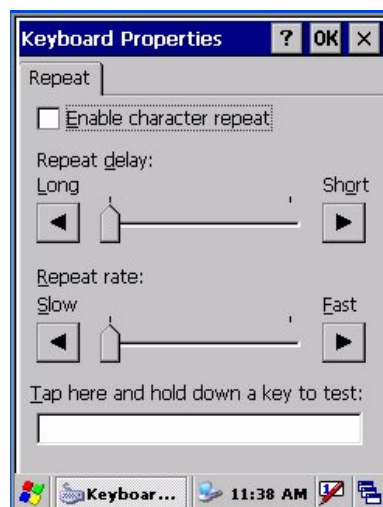 Keyboard Properties ? OK ×
Repeat
Enable character repeat
Repeat delay:
Long Short
Repeat rate:
Slow Fast
Tap here and hold down a key to test:
Keyboar... 11:38 AM